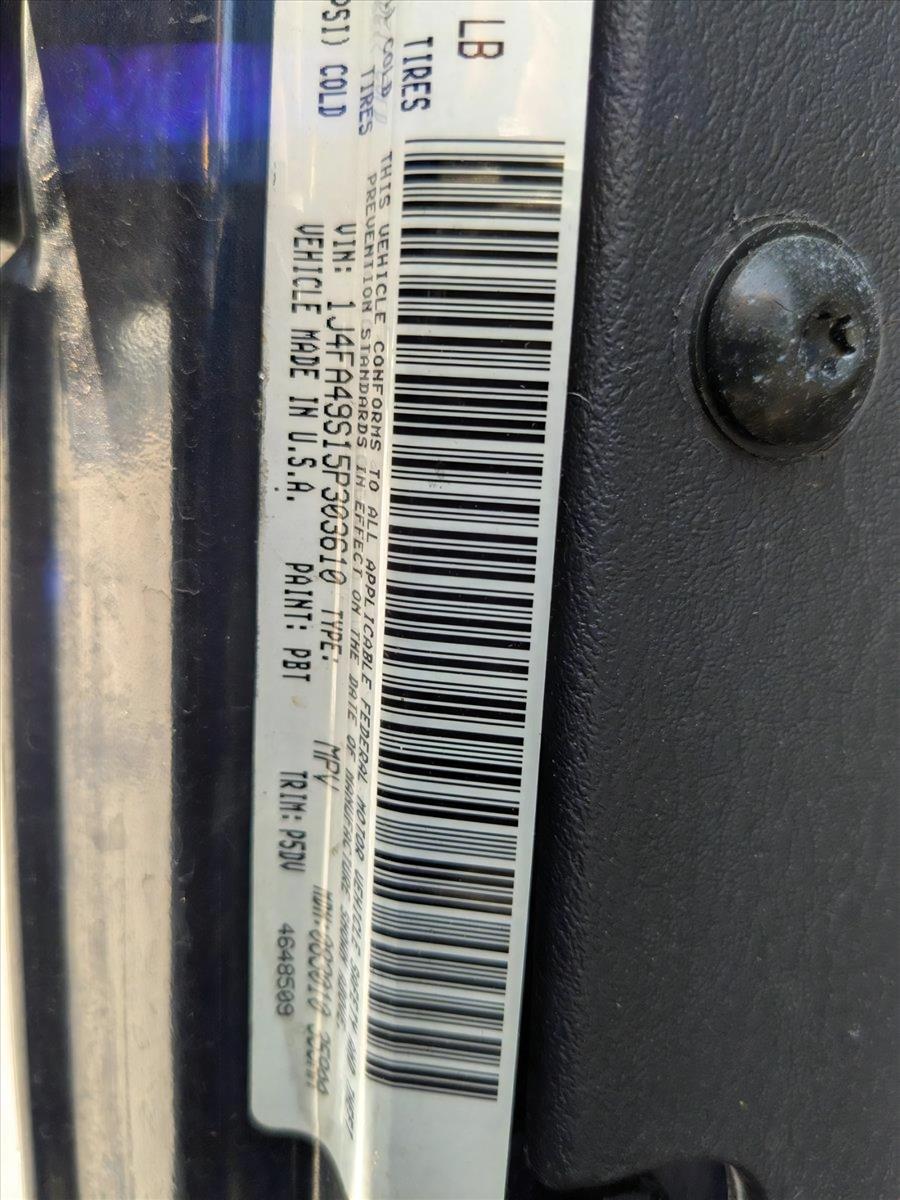 LB
TIRES
COLD
TIRES
PSI) COLD
THIS VEHICLE CONFORMS TO ALL APPLICABLE FEDERAL MOTOR VEHICLE SAFETY AND THEFT
PREVENTION STANDARDS IN EFFECT ON THE DATE OF MANUFACTURE SHOWN ABOVE.
VIN: 1J4FA49S15P303610 TYPE: MPV
VEHICLE MADE IN U.S.A. PAINT: PBT TRIM: P5DV
4648509